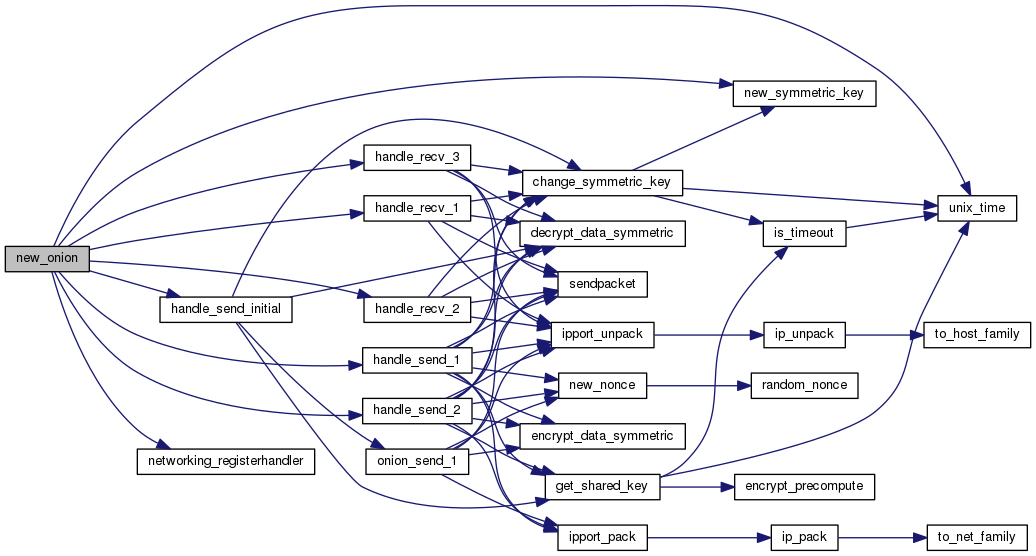 new_onion
handle_send_initial
networking_registerhandler
handle_recv_3
handle_recv_1
handle_recv_2
handle_send_1
handle_send_2
onion_send_1
change_symmetric_key
decrypt_data_symmetric
sendpacket
ipport_unpack
new_nonce
encrypt_data_symmetric
get_shared_key
ipport_pack
new_symmetric_key
is_timeout
ip_unpack
random_nonce
encrypt_precompute
ip_pack
unix_time
to_host_family
to_net_family